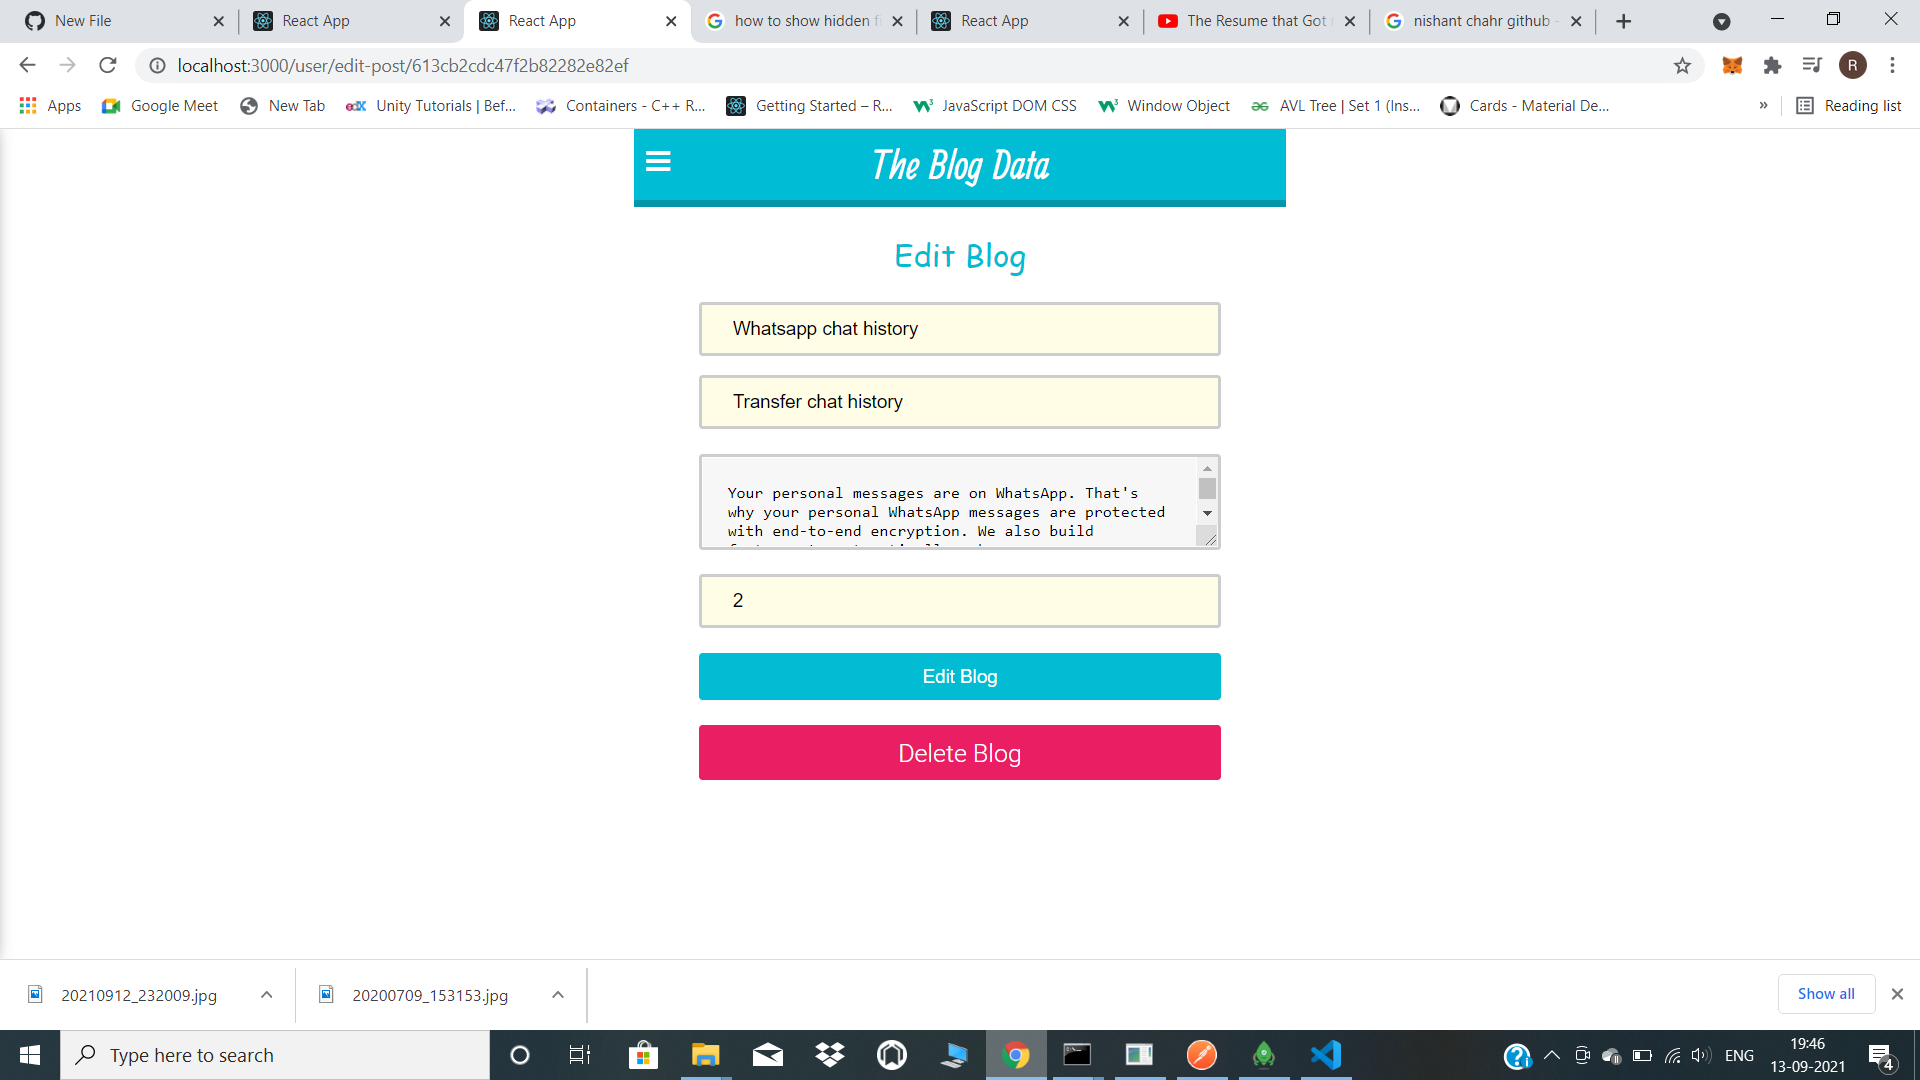 New File
React App
React App
how to show hidden fi
React App
The Resume that Got
nishant chahr github -
localhost:3000/user/edit-post/613cb2cdc47f2b82282e82ef
R
Apps
Google Meet
New Tab
edX
Unity Tutorials | Bef...
Containers - C++ R...
Getting Started – R...
JavaScript DOM CSS
Window Object
AVL Tree | Set 1 (Ins...
Cards - Material De...
»
Reading list
The Blog Data
Edit Blog
Whatsapp chat history
Transfer chat history
Your personal messages are on WhatsApp. That's
why your personal WhatsApp messages are protected
with end-to-end encryption. We also build
2
Edit Blog
Delete Blog
20210912_232009.jpg
20200709_153153.jpg
Show all
Type here to search
ENG
19:46
13-09-2021
4